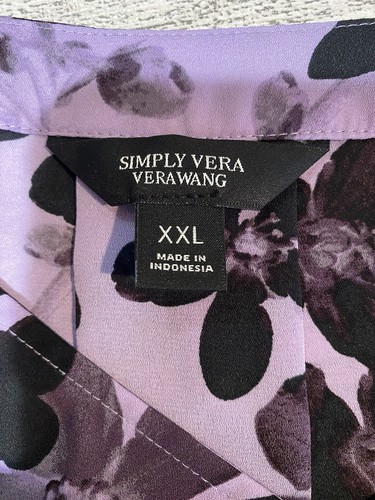 SIMPLY VERA
VERAWANG
XXL
MADE IN
INDONESIA